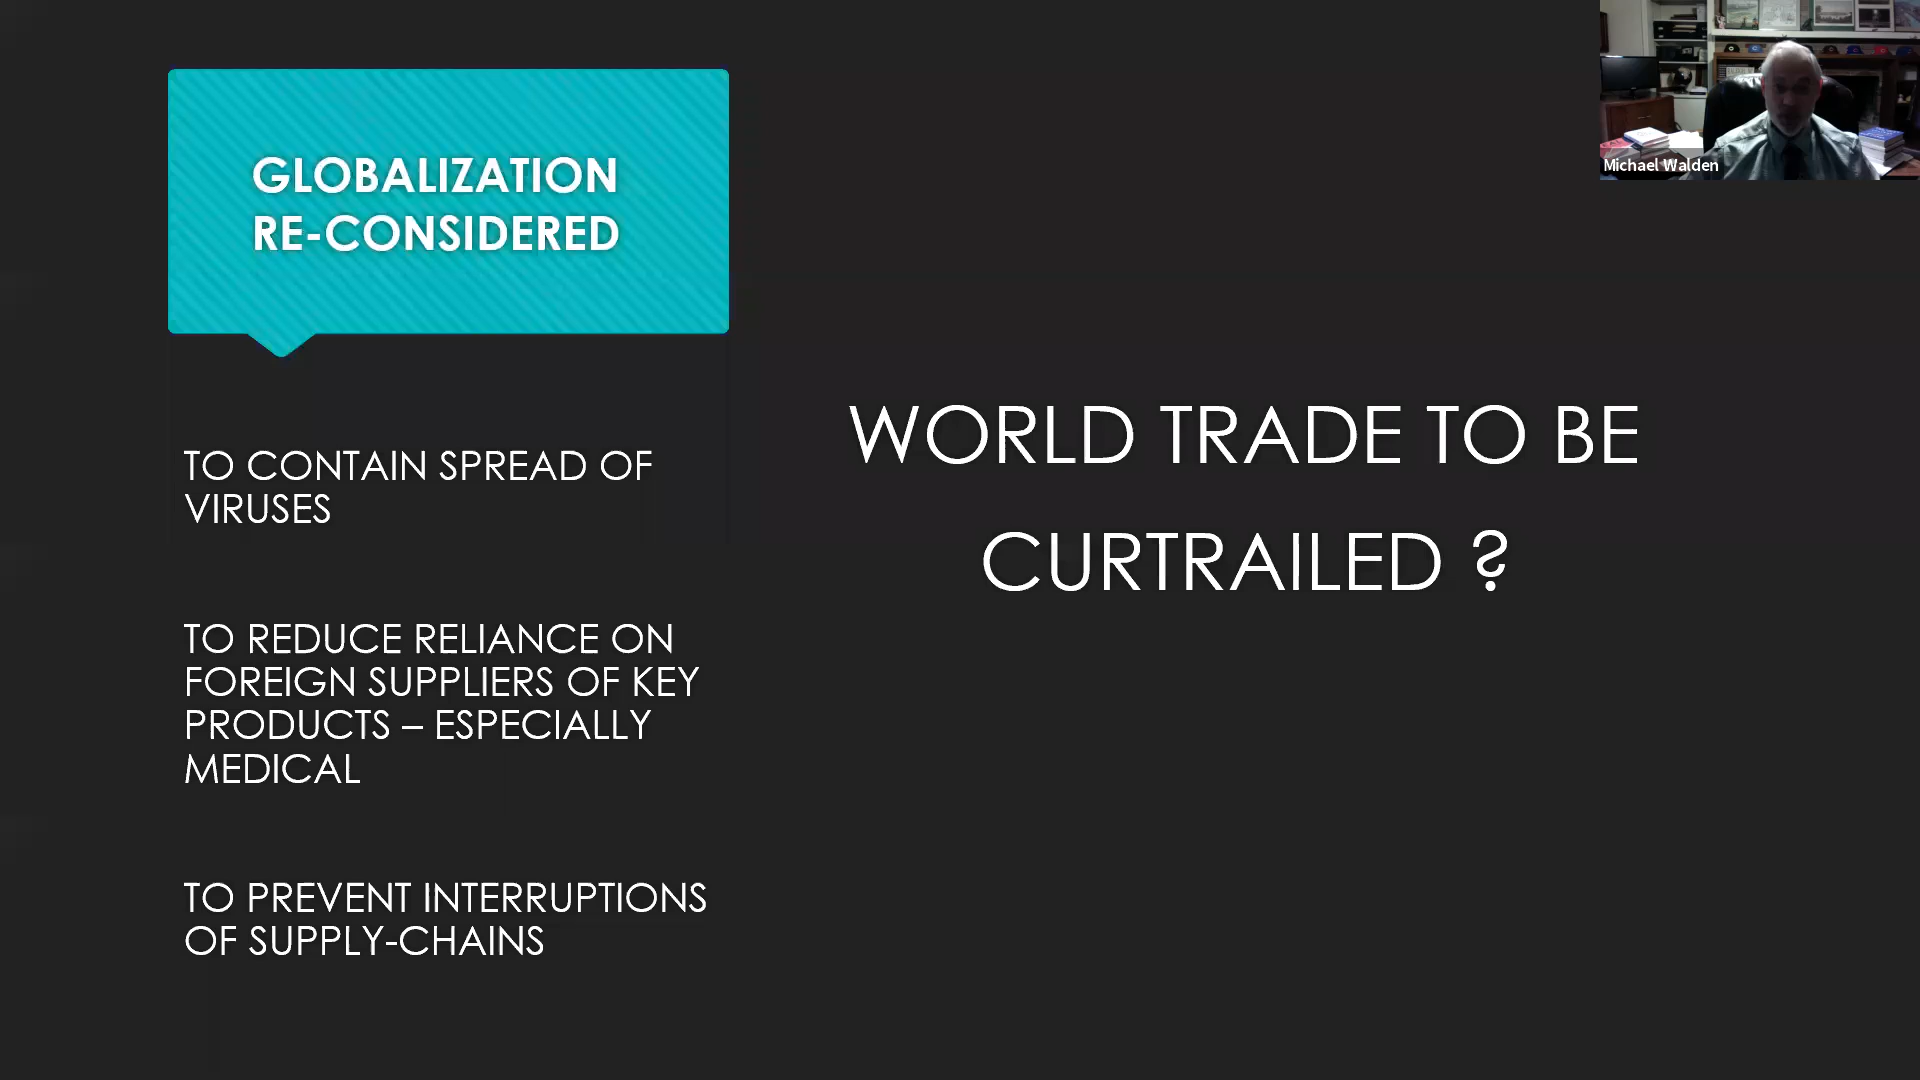 GLOBALIZATION
RE-CONSIDERED
TO CONTAIN SPREAD OF
VIRUSES
TO REDUCE RELIANCE ON
FOREIGN SUPPLIERS OF KEY
PRODUCTS – ESPECIALLY
MEDICAL
TO PREVENT INTERRUPTIONS
OF SUPPLY-CHAINS
WORLD TRADE TO BE
CURTRAILED ?
Michael Walden